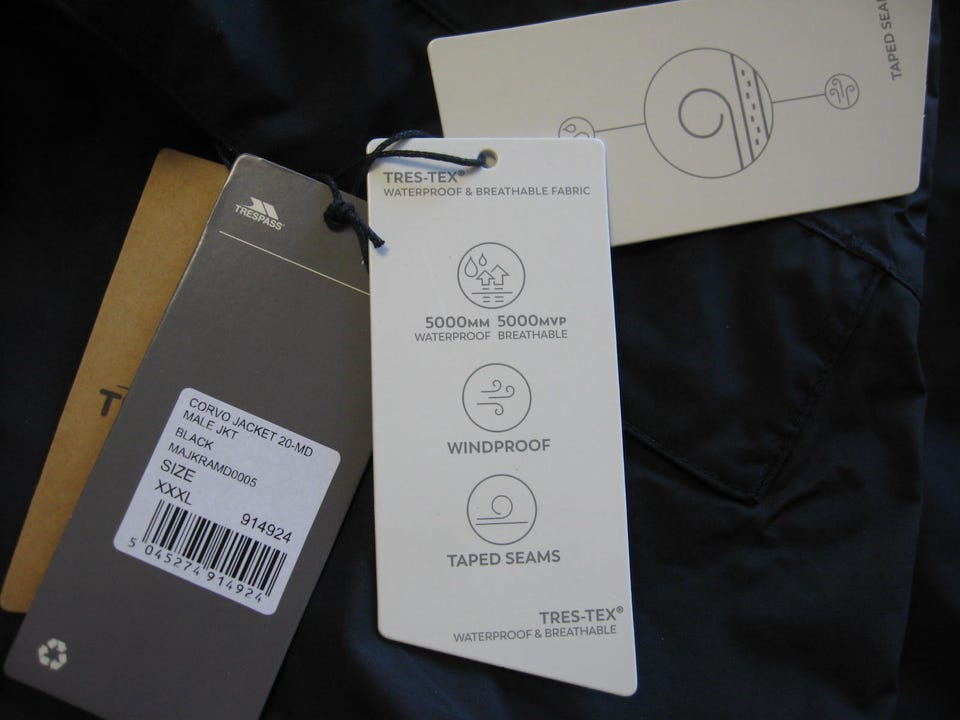 TRESPASS
CORVO JACKET 20-MD
MALE JKT
BLACK
MAJKRAMD0005
SIZE
XXXL
914924
5 045274 914924
TRES-TEX®
WATERPROOF & BREATHABLE FABRIC
5000MM 5000MVP
WATERPROOF BREATHABLE
WINDPROOF
TAPED SEAMS
TRES-TEX®
WATERPROOF & BREATHABLE
TAPED